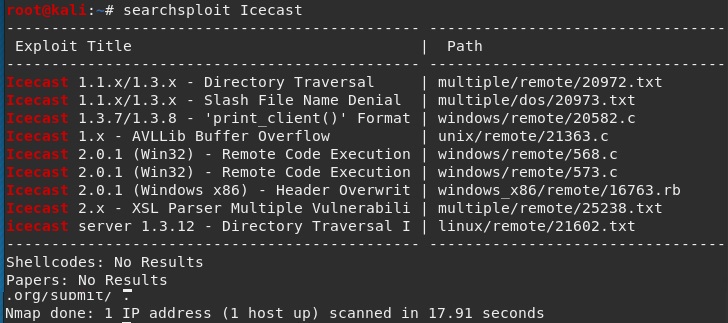 root@kali:~# searchsploit Icecast
---------------------------------------------- --------------------------------
 Exploit Title                                |  Path
---------------------------------------------- --------------------------------
Icecast 1.1.x/1.3.x - Directory Traversal     | multiple/remote/20972.txt
Icecast 1.1.x/1.3.x - Slash File Name Denial  | multiple/dos/20973.txt
Icecast 1.3.7/1.3.8 - 'print_client()' Format | windows/remote/20582.c
Icecast 1.x - AVLLib Buffer Overflow          | unix/remote/21363.c
Icecast 2.0.1 (Win32) - Remote Code Execution | windows/remote/568.c
Icecast 2.0.1 (Win32) - Remote Code Execution | windows/remote/573.c
Icecast 2.0.1 (Windows x86) - Header Overwrit | windows_x86/remote/16763.rb
Icecast 2.x - XSL Parser Multiple Vulnerabili | multiple/remote/25238.txt
icecast server 1.3.12 - Directory Traversal I | linux/remote/21602.txt
---------------------------------------------- --------------------------------
Shellcodes: No Results
Papers: No Results
.org/submit/ .
Nmap done: 1 IP address (1 host up) scanned in 17.91 seconds